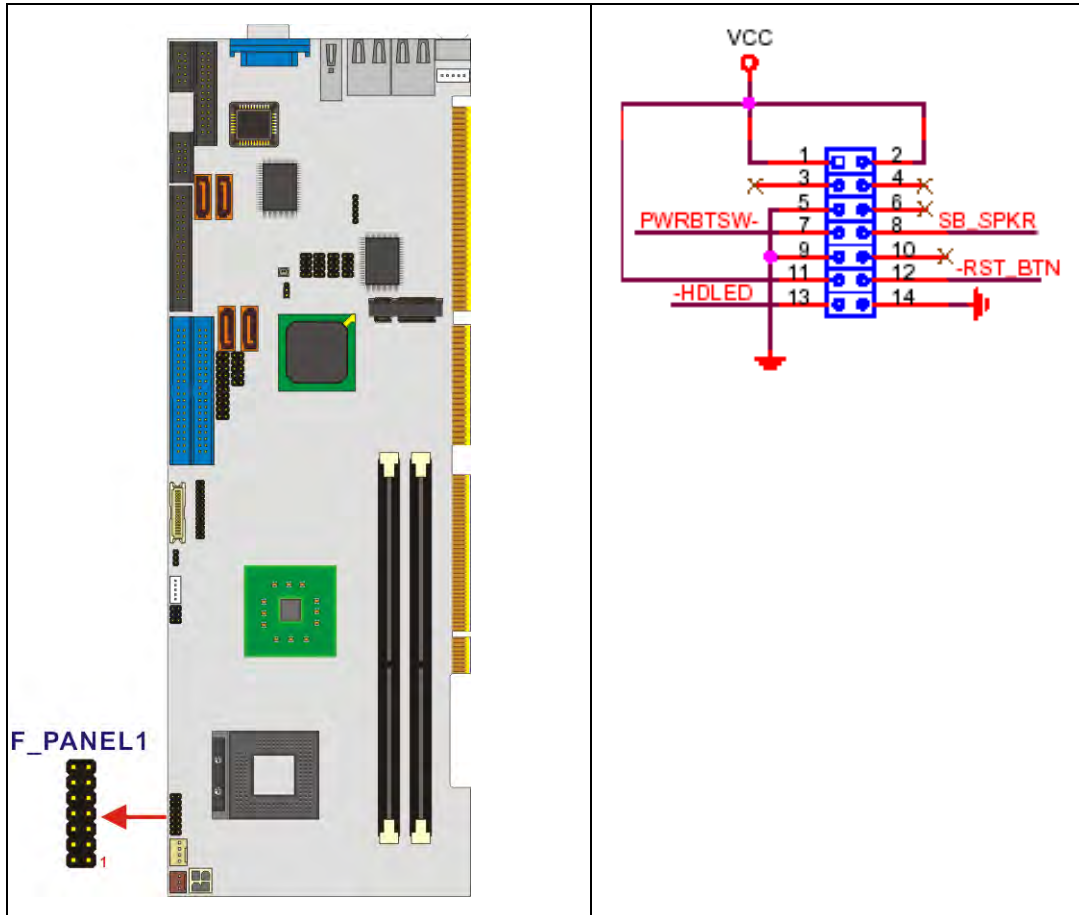 F_PANEL1
1
VCC
1 2
3 4
5 6
PWRBTSW- 7 8 SB_SPKR
9 10
11 12 -RST_BTN
-HDLED 13 14